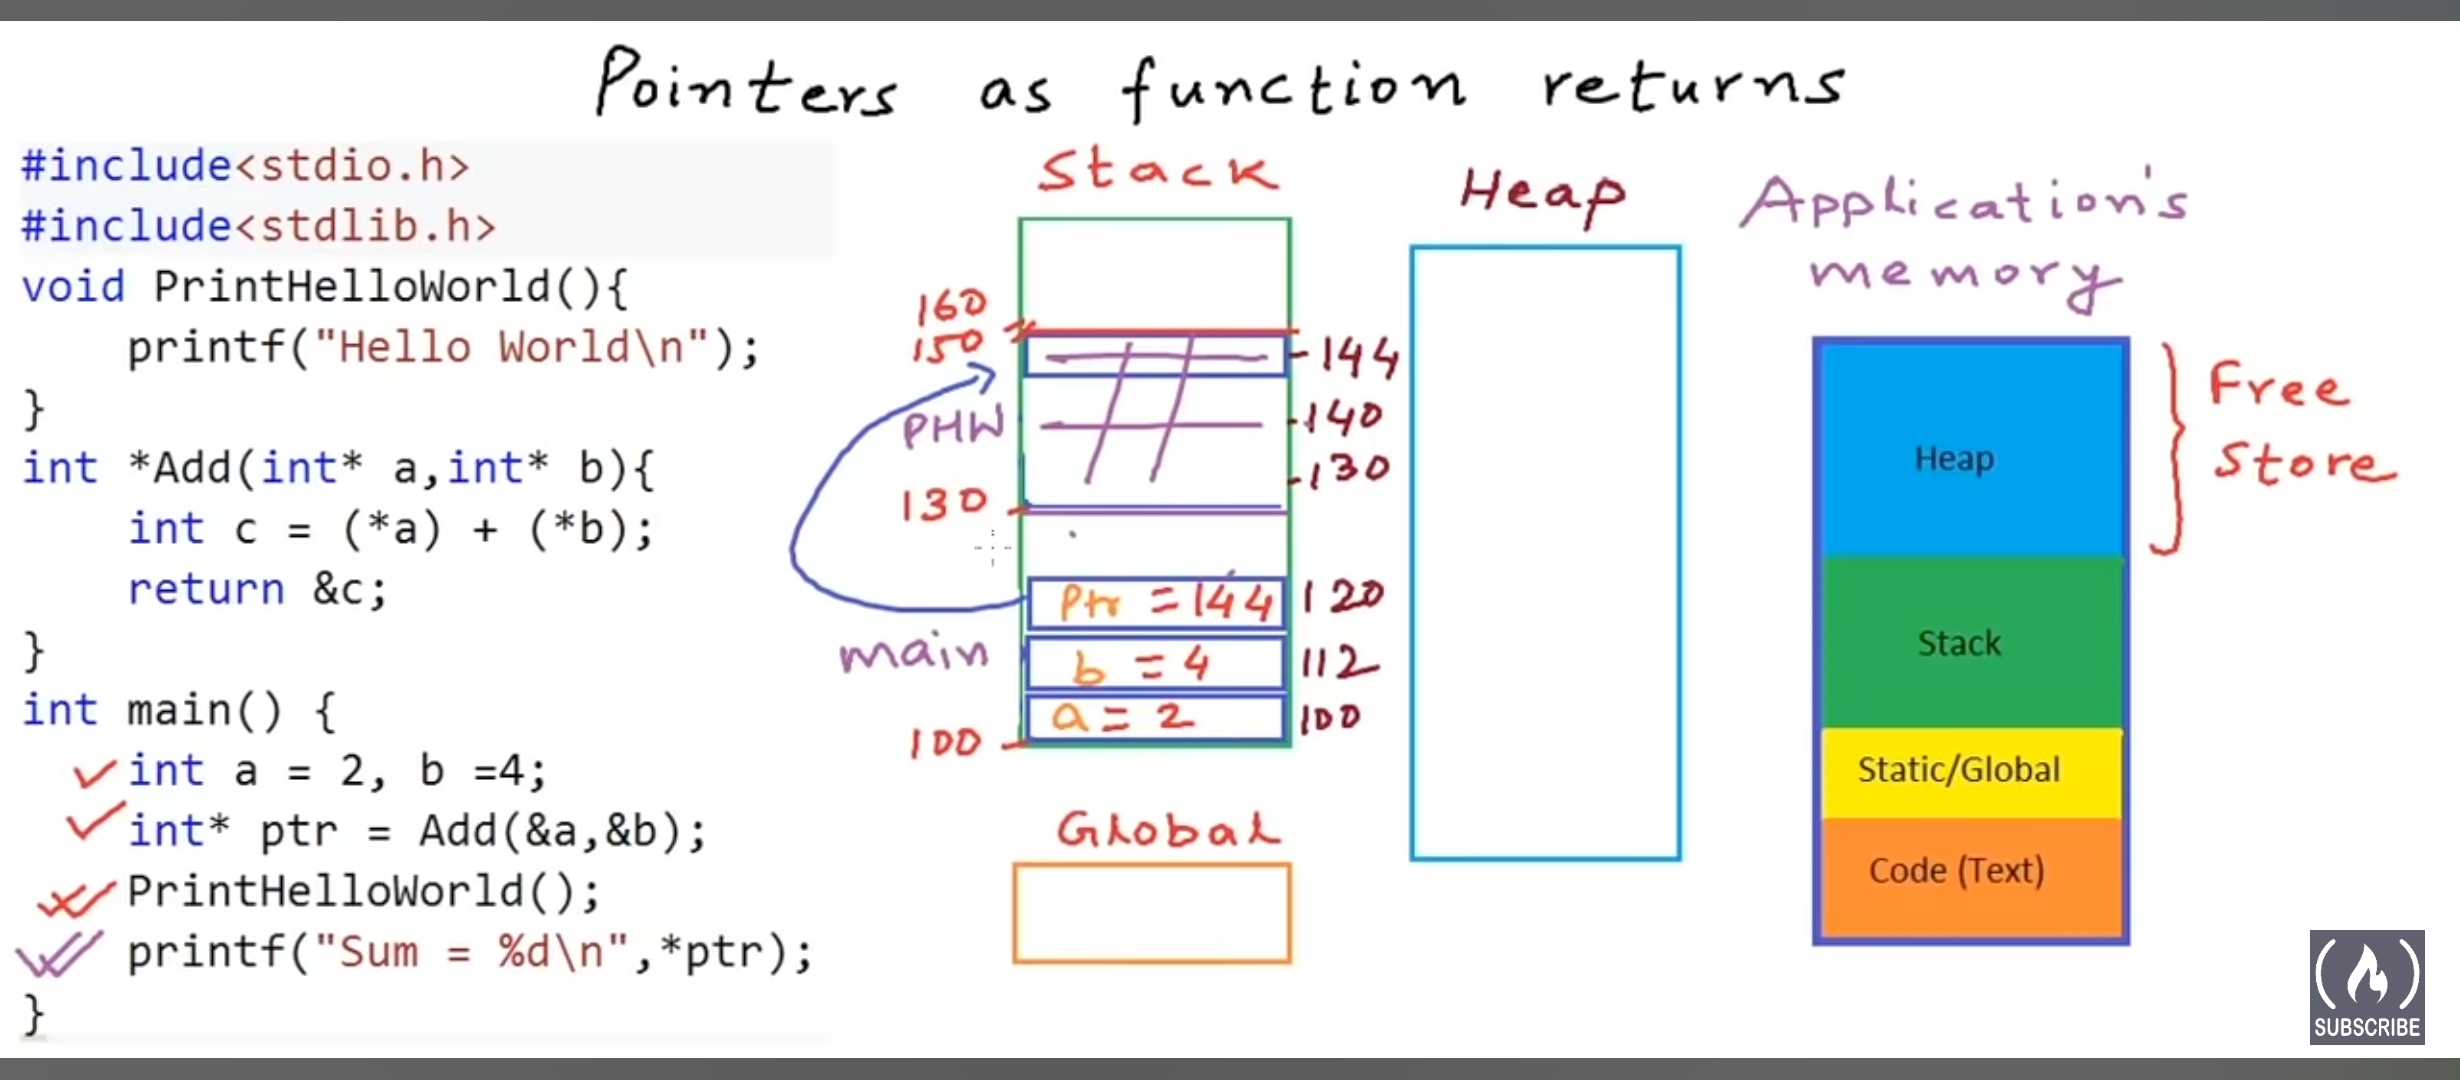 Pointers as function returns
#include<stdio.h>
#include<stdlib.h>
void PrintHelloWorld(){
    printf("Hello World\n");
}
int *Add(int* a,int* b){
    int c = (*a) + (*b);
    return &c;
}
int main() {
    int a = 2, b =4;
    int* ptr = Add(&a,&b);
    PrintHelloWorld();
    printf("Sum = %d\n",*ptr);
}
Stack
160
150
144
PHW
140
130
130
ptr = 144
120
main
b = 4
112
a = 2
100
100
Global
Heap
Application's
memory
Heap
Stack
Static/Global
Code (Text)
Free
Store
SUBSCRIBE